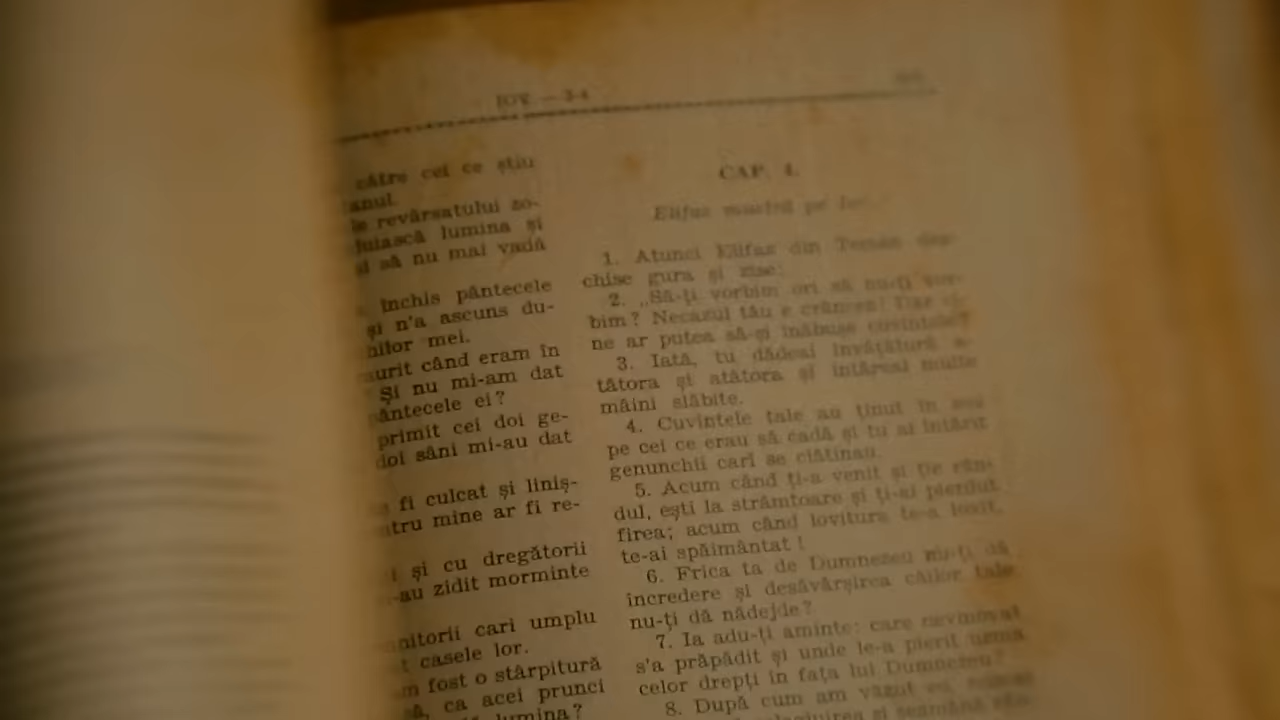 IOV. — 3-4
către cei ce știu
revărsatului zo-
lumina și
să nu mai vadă
închis pântecele
și n'a ascuns du-
mei.
când eram în
Și nu mi-am dat
pântecele ei?
primit cei doi ge-
doi sâni mi-au dat
fi culcat și liniș-
mine ar fi re-
și cu dregătorii
-au zidit morminte
cari umplu
casele lor.
fost o stârpitură
ca acei prunci
lumina?
CAP. 4.
Elifaz mustră pe
1. Atunci Elifaz din Teman des-
chise gura și zise:
2. „Să-ți vorbim ori să nu-ți vor-
bim? Necazul tău e crâncen! Dar ci-
ne ar putea să-și înăbușe cuvintele?
3. Iată, tu dădeai învățătură a-
tâtora și atâtora și întăreai multe
mâini slăbite.
4. Cuvintele tale au ținut în
pe cei ce erau să cadă și tu ai întărit
genunchii cari se clătinau.
5. Acum când ți-a venit și ție rân-
dul, ești la strâmtoare și ți-ai pierdut
firea; acum când lovitura te-a lovit,
te-ai spăimântat!
6. Frica ta de Dumnezeu nu-ți dă
încredere și desăvârșirea căilor tale
nu-ți dă nădejde?
7. Ia adu-ți aminte: care nevinovat
s'a prăpădit și unde le-a pierit urma
celor drepți în fața lui Dumnezeu?
8. După cum am văzut eu,
și seamănă